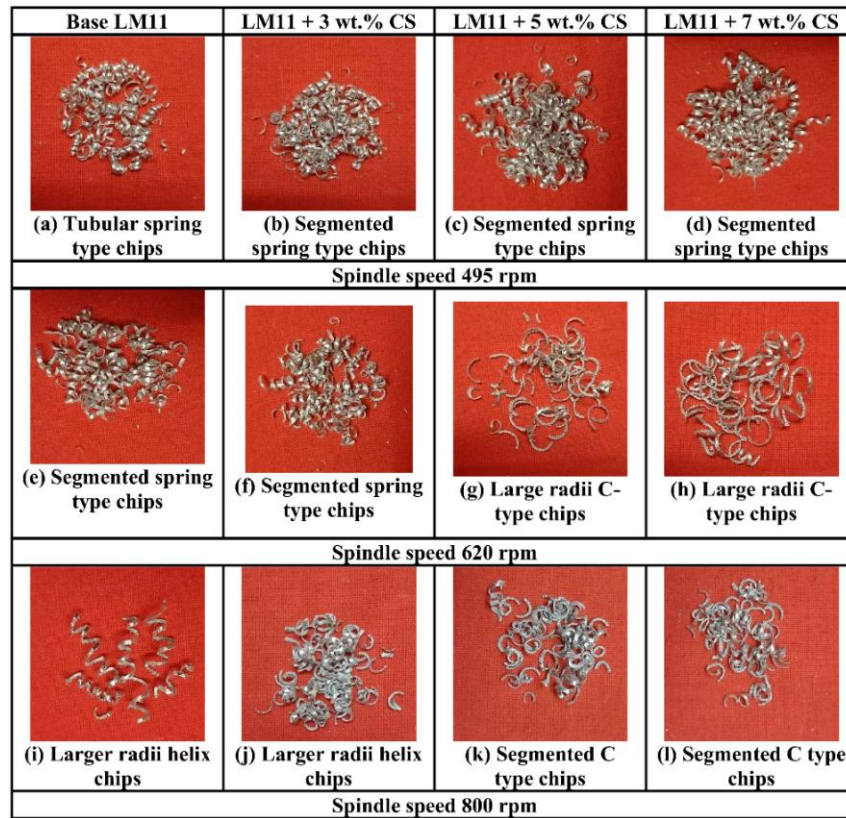 Base LM11
LM11 + 3 wt.% CS
LM11 + 5 wt.% CS
LM11 + 7 wt.% CS
(a) Tubular spring
type chips
(b) Segmented
spring type chips
(c) Segmented spring
type chips
(d) Segmented
spring type chips
Spindle speed 495 rpm
(e) Segmented spring
type chips
(f) Segmented spring
type chips
(g) Large radii C-
type chips
(h) Large radii C-
type chips
Spindle speed 620 rpm
(i) Larger radii helix
chips
(j) Larger radii helix
chips
(k) Segmented C
type chips
(l) Segmented C type
chips
Spindle speed 800 rpm